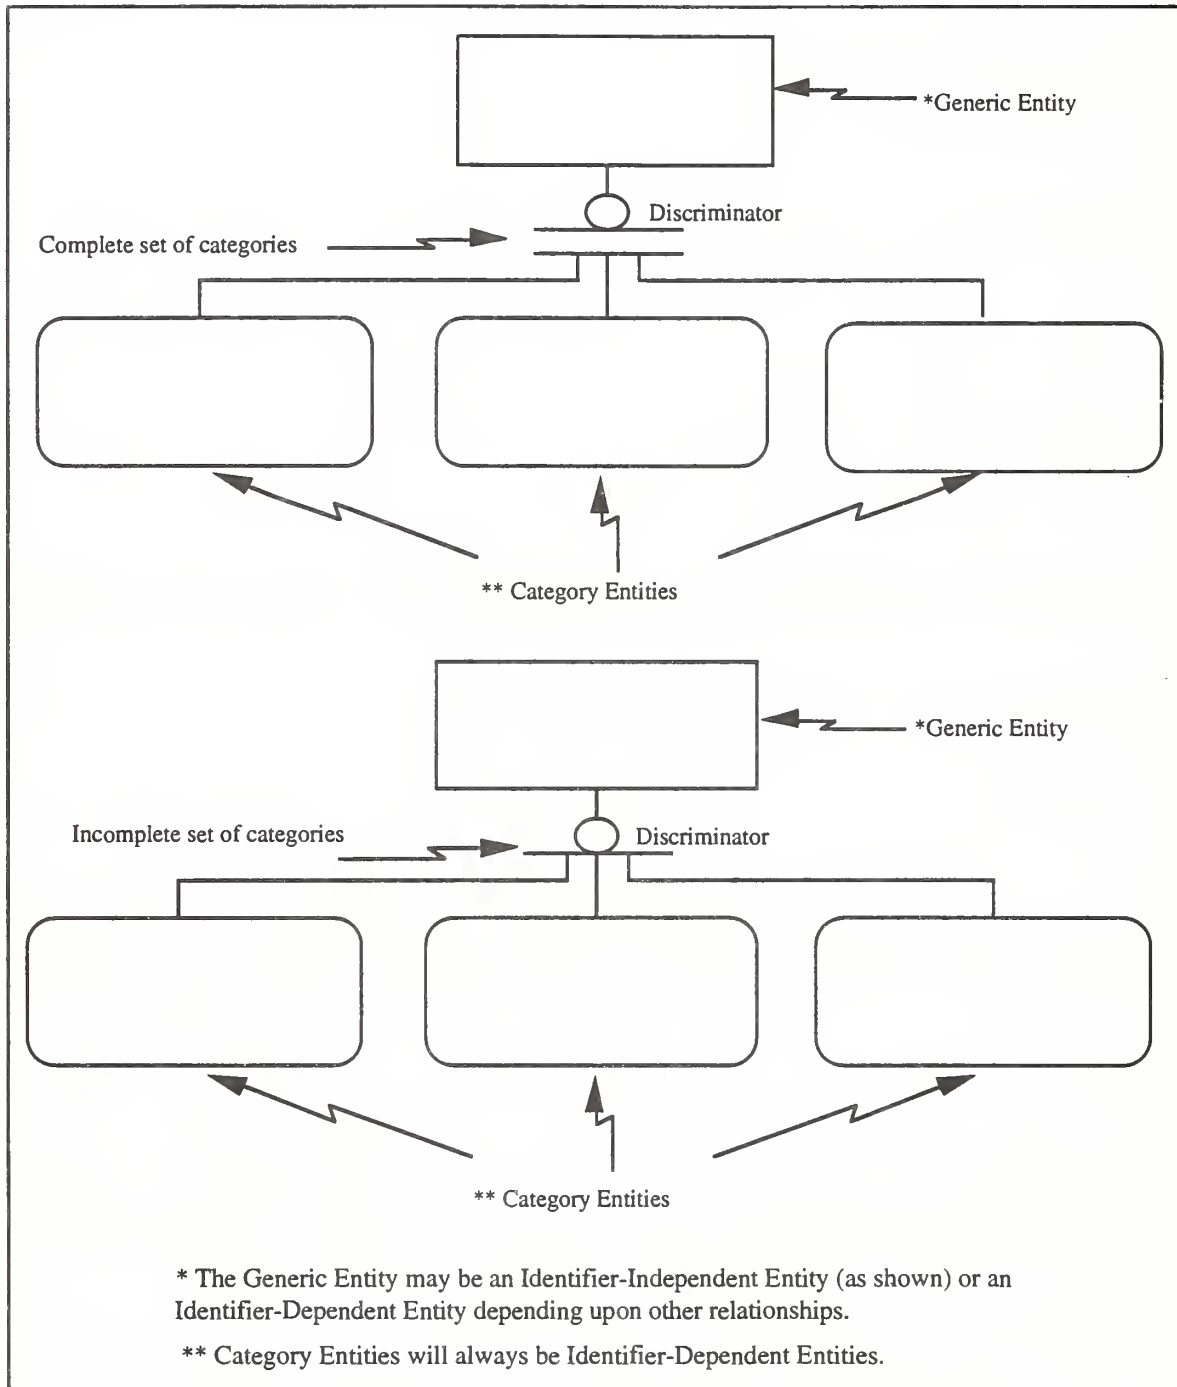 *Generic Entity
Discriminator
Complete set of categories
** Category Entities
*Generic Entity
Incomplete set of categories
Discriminator
** Category Entities
* The Generic Entity may be an Identifier-Independent Entity (as shown) or an
Identifier-Dependent Entity depending upon other relationships.
** Category Entities will always be Identifier-Dependent Entities.